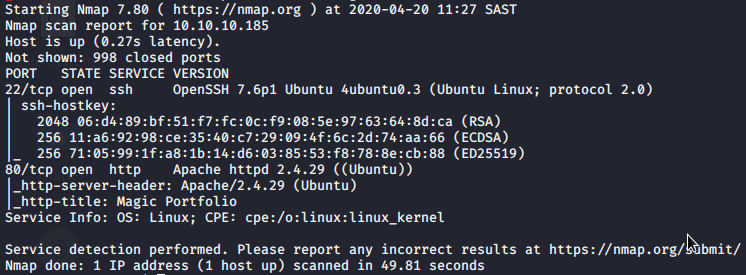 Starting Nmap 7.80 ( https://nmap.org ) at 2020-04-20 11:27 SAST
Nmap scan report for 10.10.10.185
Host is up (0.27s latency).
Not shown: 998 closed ports
PORT   STATE SERVICE VERSION
22/tcp open  ssh     OpenSSH 7.6p1 Ubuntu 4ubuntu0.3 (Ubuntu Linux; protocol 2.0)
| ssh-hostkey:
|   2048 06:d4:89:bf:51:f7:fc:0c:f9:08:5e:97:63:64:8d:ca (RSA)
|   256 11:a6:92:98:ce:35:40:c7:29:09:4f:6c:2d:74:aa:66 (ECDSA)
|_  256 71:05:99:1f:a8:1b:14:d6:03:85:53:f8:78:8e:cb:88 (ED25519)
80/tcp open  http    Apache httpd 2.4.29 ((Ubuntu))
|_http-server-header: Apache/2.4.29 (Ubuntu)
|_http-title: Magic Portfolio
Service Info: OS: Linux; CPE: cpe:/o:linux:linux_kernel
Service detection performed. Please report any incorrect results at https://nmap.org/submit/
Nmap done: 1 IP address (1 host up) scanned in 49.81 seconds